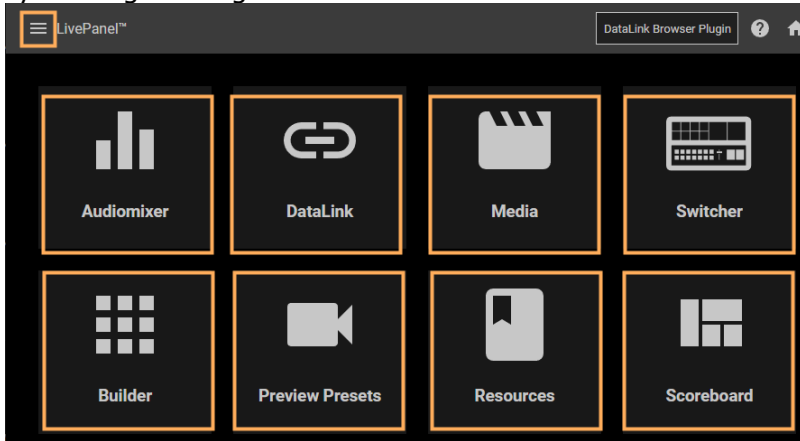 LivePanel™ DataLink Browser Plugin ?
Audiomixer DataLink Media Switcher
Builder Preview Presets Resources Scoreboard